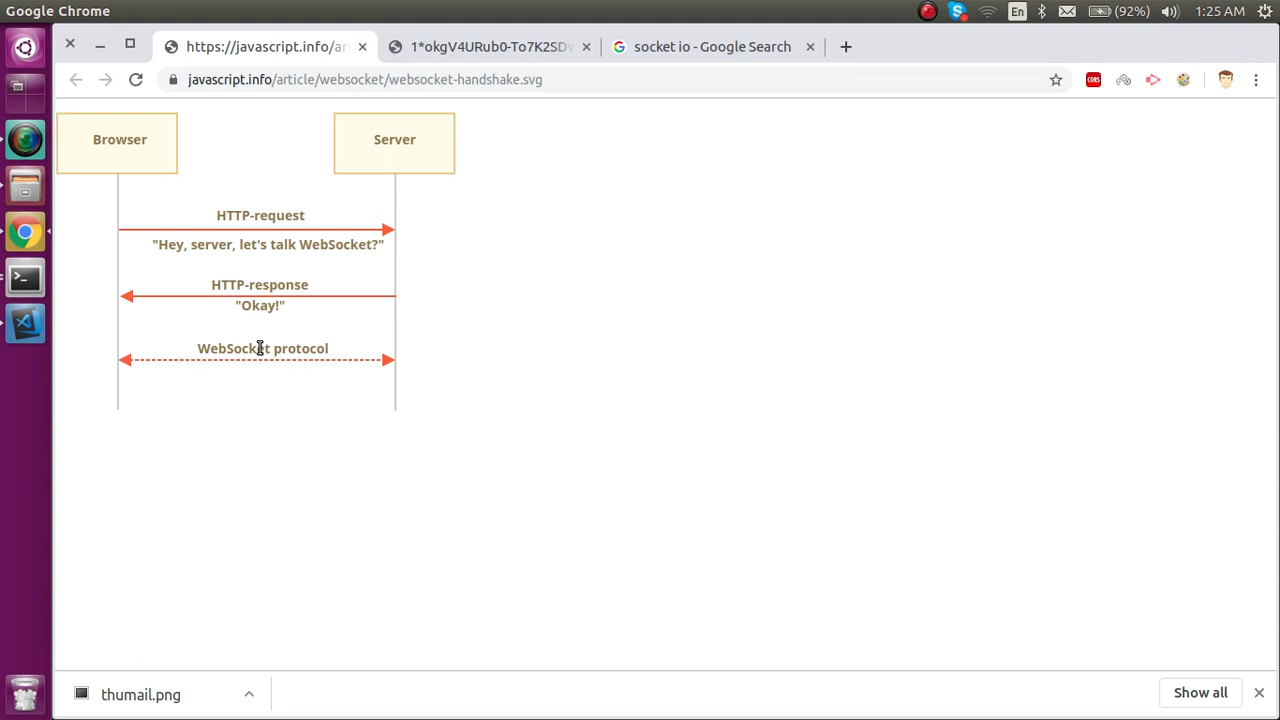 Google Chrome
En
(92%)
1:25 AM
https://javascript.info/ar
1*okgV4URub0-To7K2SDw
socket io - Google Search
javascript.info/article/websocket/websocket-handshake.svg
CORS
Browser
Server
HTTP-request
"Hey, server, let's talk WebSocket?"
HTTP-response
"Okay!"
WebSocket protocol
thumail.png
Show all